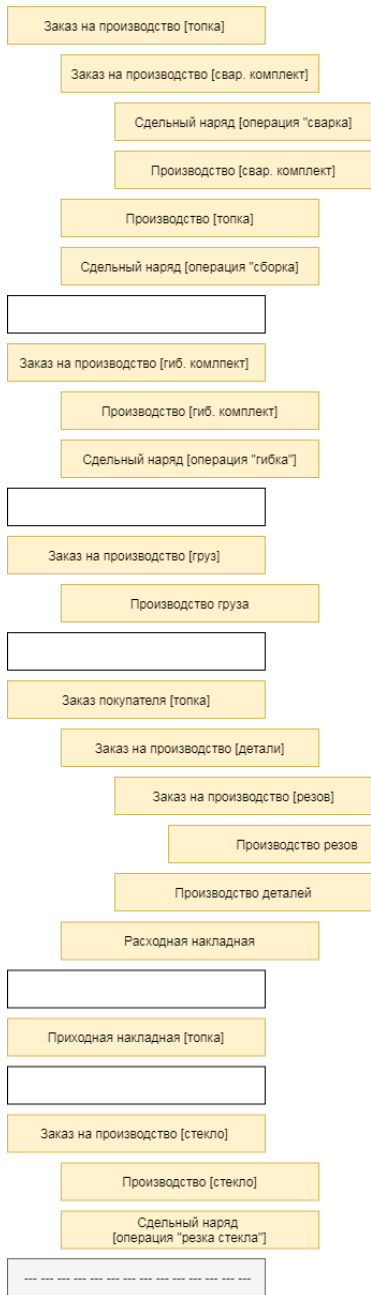 Заказ на производство [топка]
Заказ на производство [свар. комплект]
Сдельный наряд [операция "сварка]
Производство [свар. комплект]
Производство [топка]
Сдельный наряд [операция "сборка]
Заказ на производство [гиб. комлпект]
Производство [гиб. комплект]
Сдельный наряд [операция "гибка"]
Заказ на производство [груз]
Производство груза
Заказ покупателя [топка]
Заказ на производство [детали]
Заказ на производство [резов]
Производство резов
Производство деталей
Расходная накладная
Приходная накладная [топка]
Заказ на производство [стекло]
Производство [стекло]
Сдельный наряд
[операция "резка стекла"]
--- --- --- --- --- --- --- --- --- --- --- --- --- ---